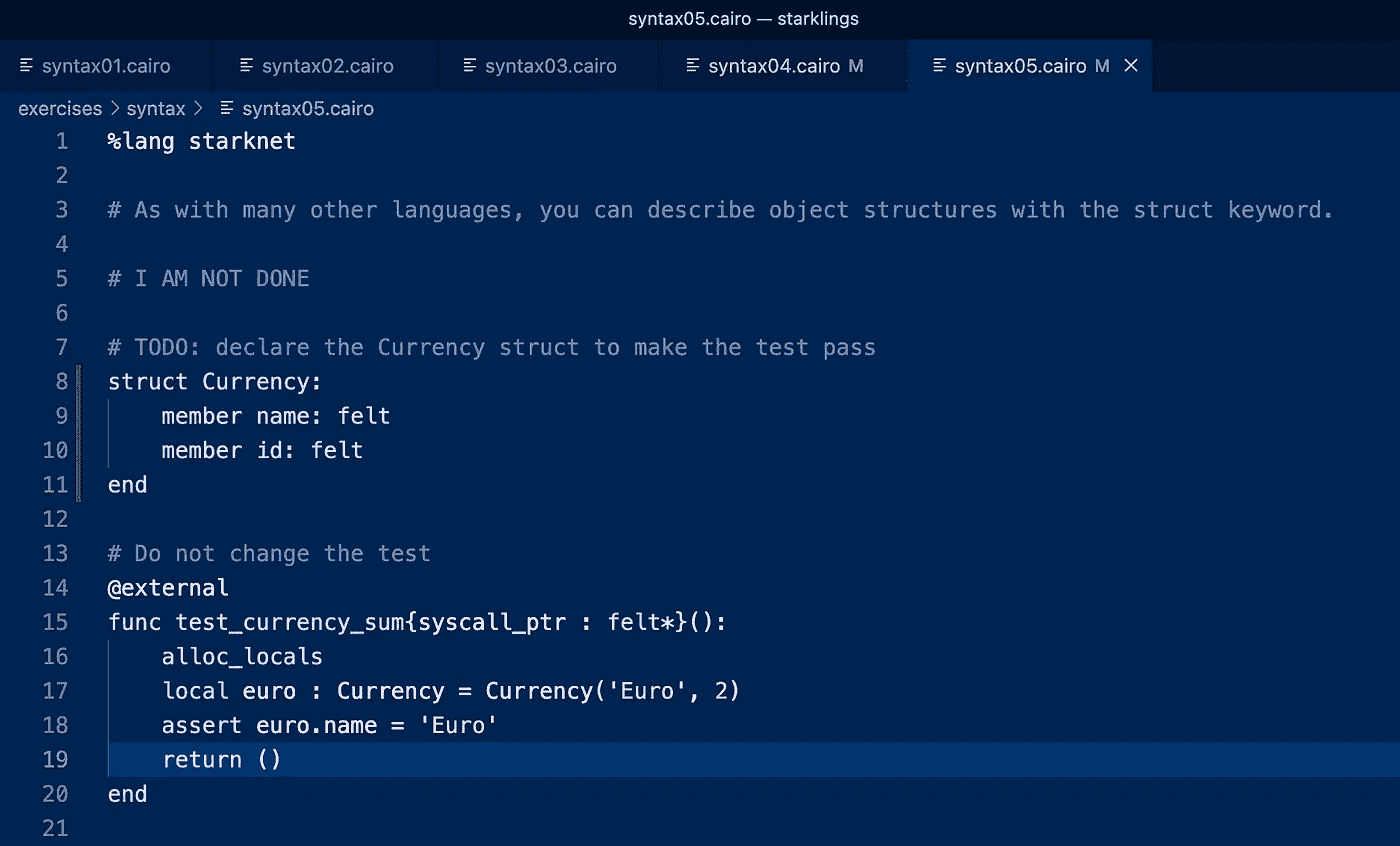 syntax05.cairo — starklings
syntax01.cairo syntax02.cairo syntax03.cairo syntax04.cairo M syntax05.cairo M
exercises > syntax > syntax05.cairo
1 %lang starknet
2
3 # As with many other languages, you can describe object structures with the struct keyword.
4
5 # I AM NOT DONE
6
7 # TODO: declare the Currency struct to make the test pass
8 struct Currency:
9     member name: felt
10     member id: felt
11 end
12
13 # Do not change the test
14 @external
15 func test_currency_sum{syscall_ptr : felt*}():
16     alloc_locals
17     local euro : Currency = Currency('Euro', 2)
18     assert euro.name = 'Euro'
19     return ()
20 end
21